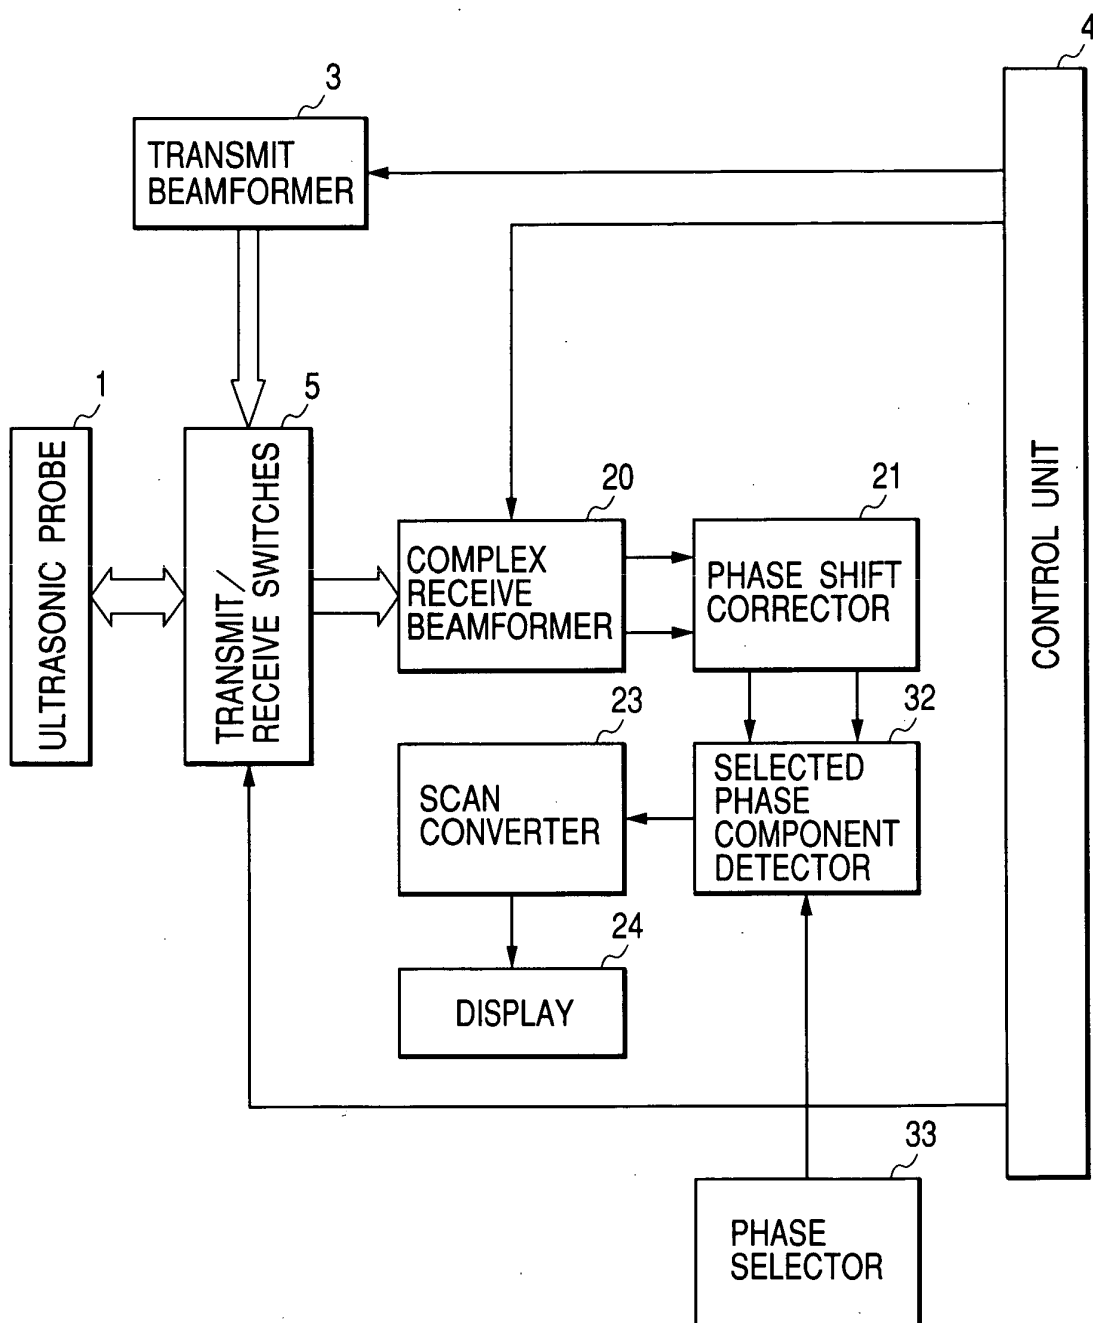 4
3
TRANSMIT
BEAMFORMER
1
ULTRASONIC PROBE
5
TRANSMIT/
RECEIVE SWITCHES
20
COMPLEX
RECEIVE
BEAMFORMER
21
PHASE SHIFT
CORRECTOR
CONTROL UNIT
23
SCAN
CONVERTER
32
SELECTED
PHASE
COMPONENT
DETECTOR
24
DISPLAY
33
PHASE
SELECTOR